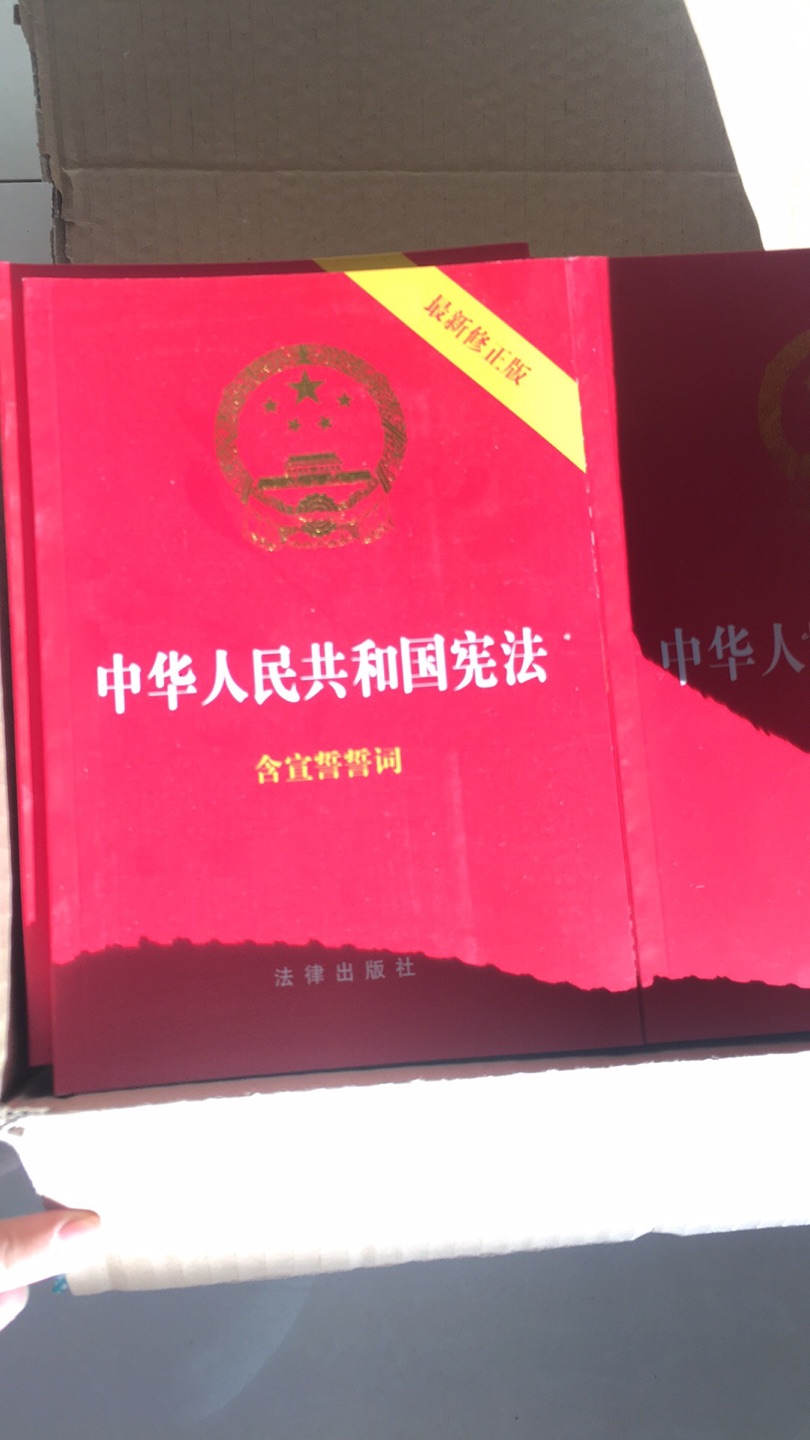 最新修正版
中华人民共和国宪法
含宣誓誓词
法律出版社
中华人